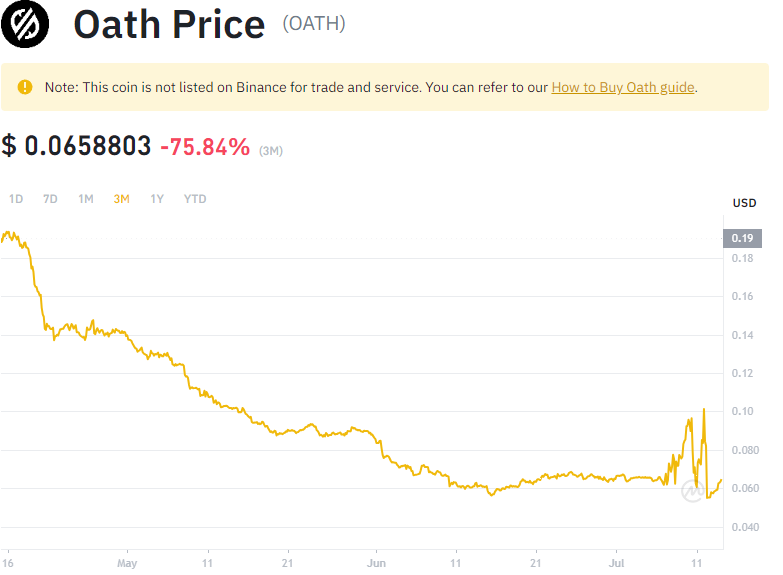 Oath Price (OATH)
Note: This coin is not listed on Binance for trade and service. You can refer to our How to Buy Oath guide.
$ 0.0658803 -75.84% (3M)
1D 7D 1M 3M 1Y YTD
USD
0.19
0.18
0.16
0.14
0.12
0.10
0.080
0.060
0.040
16 May 11 21 Jun 11 21 Jul 11